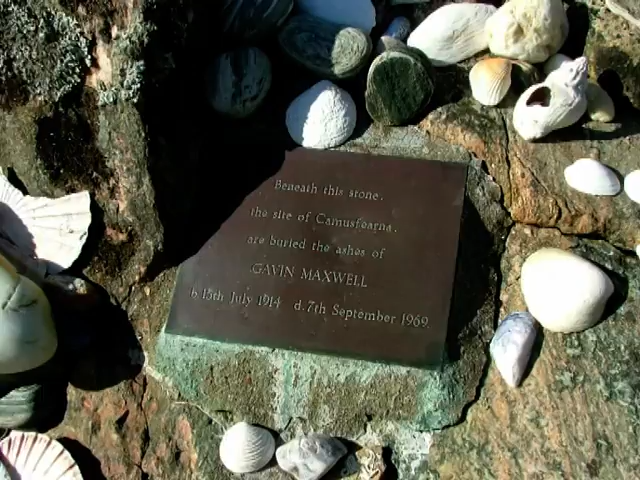 Beneath this stone,
the site of Camusfearna,
are buried the ashes of
GAVIN MAXWELL
b 15th July 1914 d.7th September 1969